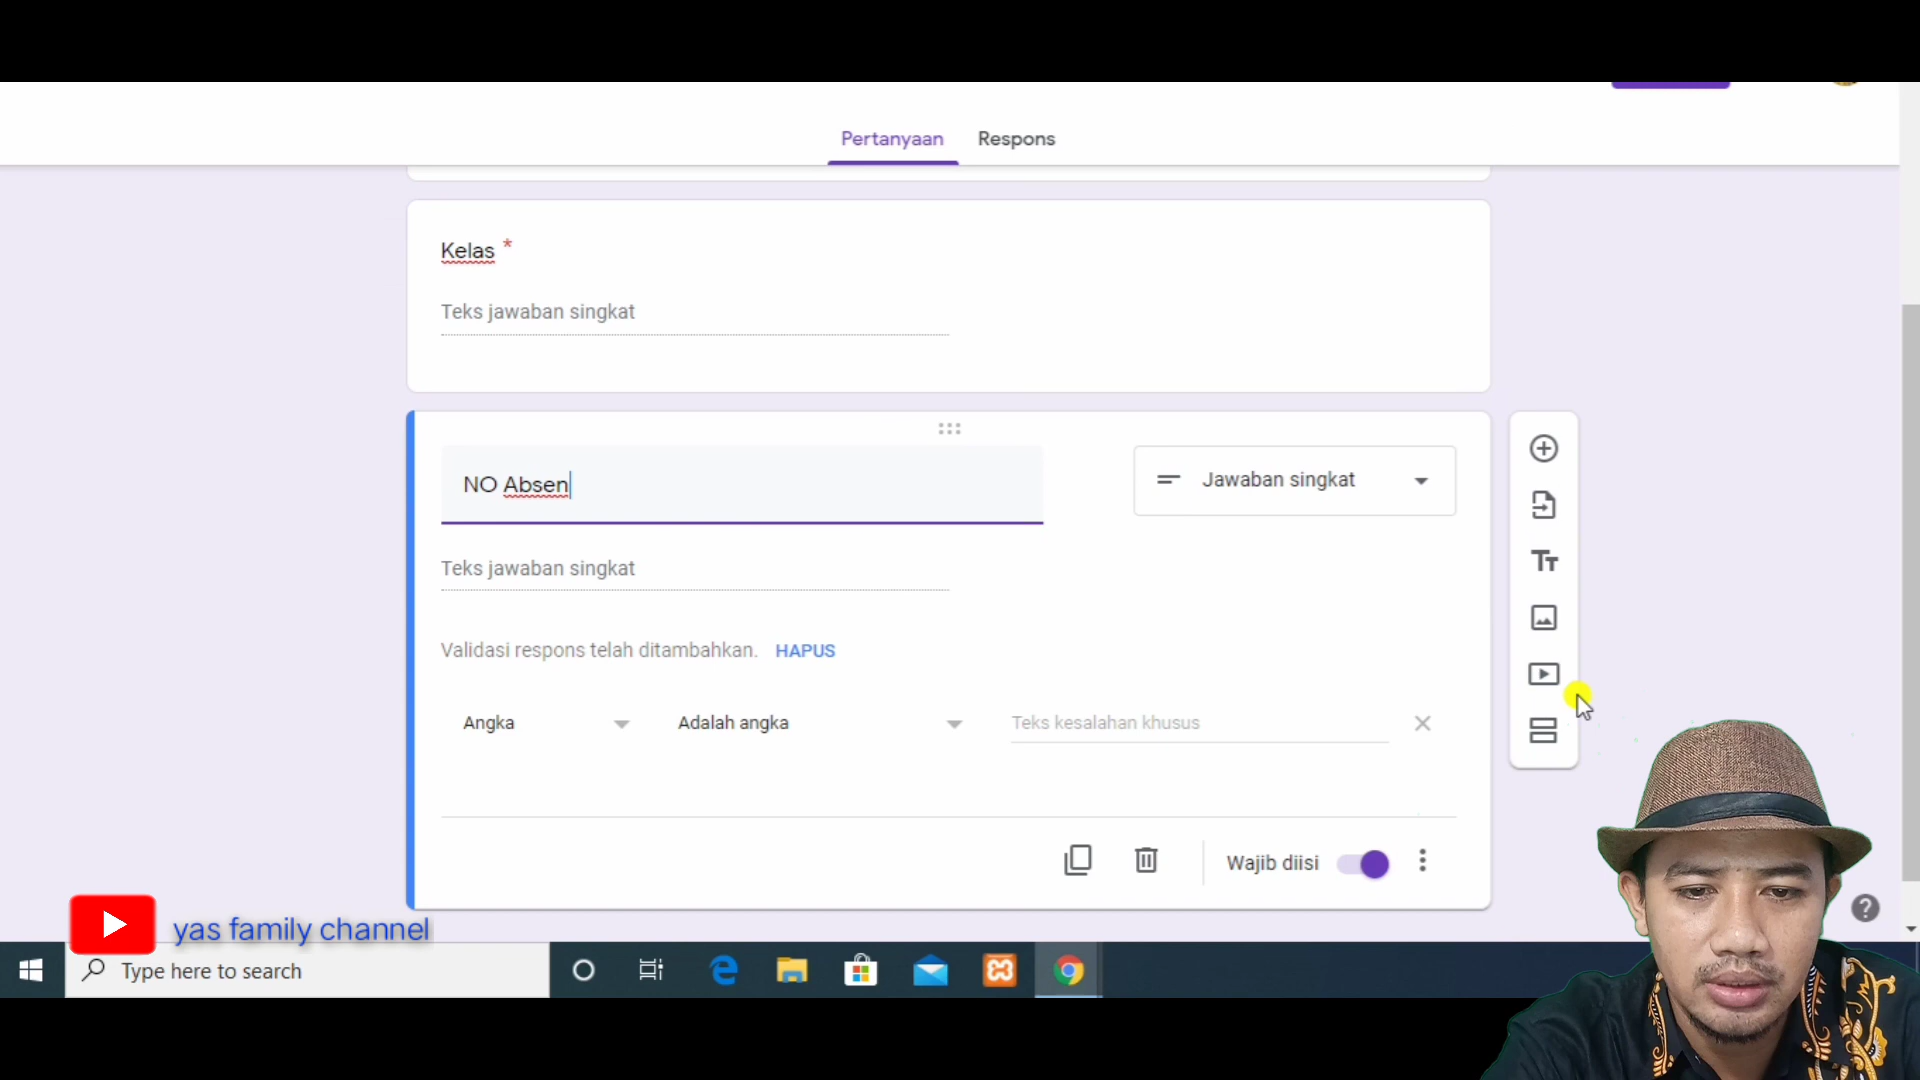 Pertanyaan Respons
Kelas *
Teks jawaban singkat
NO Absen
Jawaban singkat
Teks jawaban singkat
Validasi respons telah ditambahkan. HAPUS
Angka Adalah angka Teks kesalahan khusus
Wajib diisi
yas family channel
Type here to search